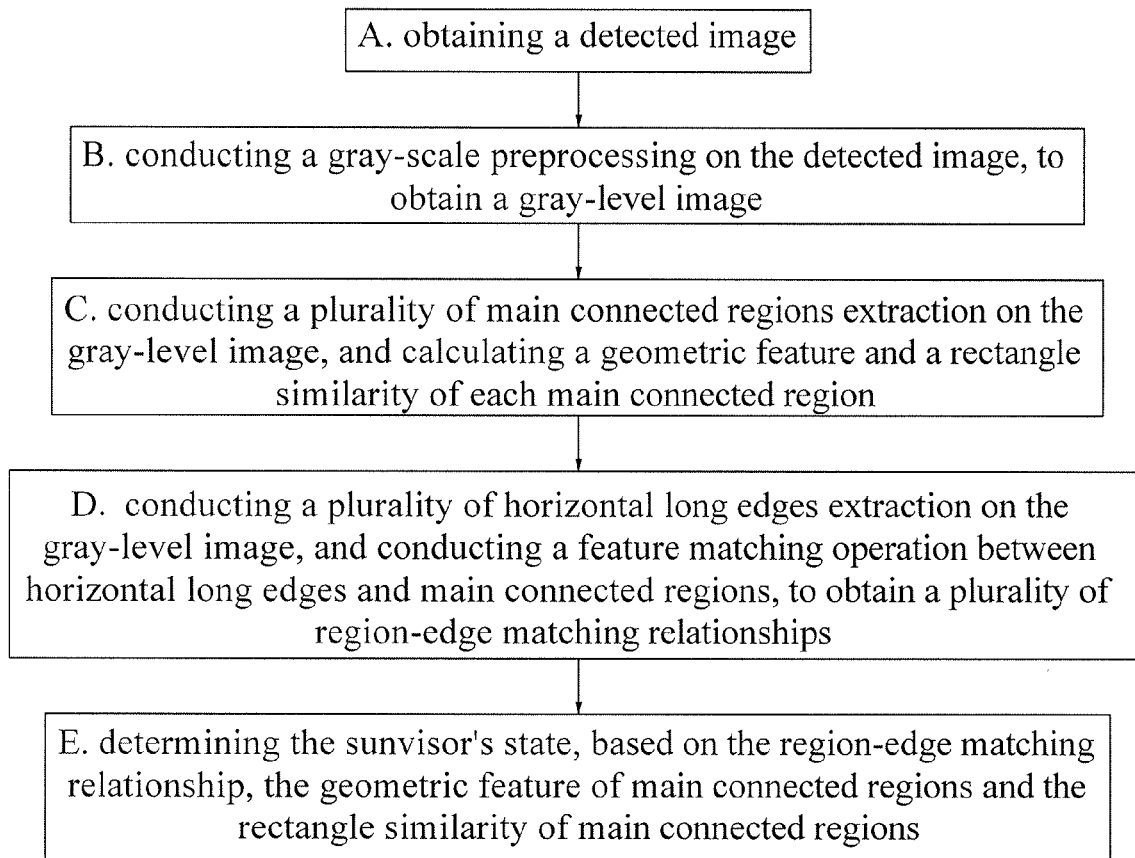 A. obtaining a detected image
B. conducting a gray-scale preprocessing on the detected image, to
obtain a gray-level image
C. conducting a plurality of main connected regions extraction on the
gray-level image, and calculating a geometric feature and a rectangle
similarity of each main connected region
D. conducting a plurality of horizontal long edges extraction on the
gray-level image, and conducting a feature matching operation between
horizontal long edges and main connected regions, to obtain a plurality of
region-edge matching relationships
E. determining the sunvisor's state, based on the region-edge matching
relationship, the geometric feature of main connected regions and the
rectangle similarity of main connected regions